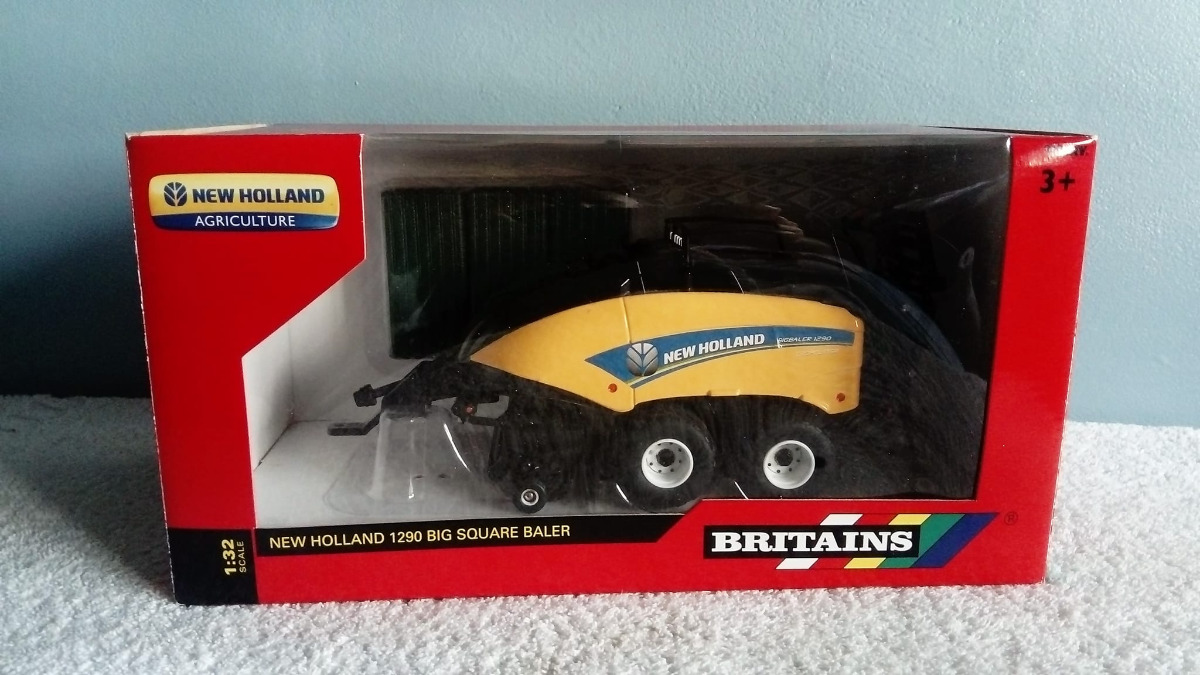 NEW HOLLAND
AGRICULTURE
3+
NEW HOLLAND
BIGBALER 1290
1:32
SCALE
NEW HOLLAND 1290 BIG SQUARE BALER
BRITAINS ®